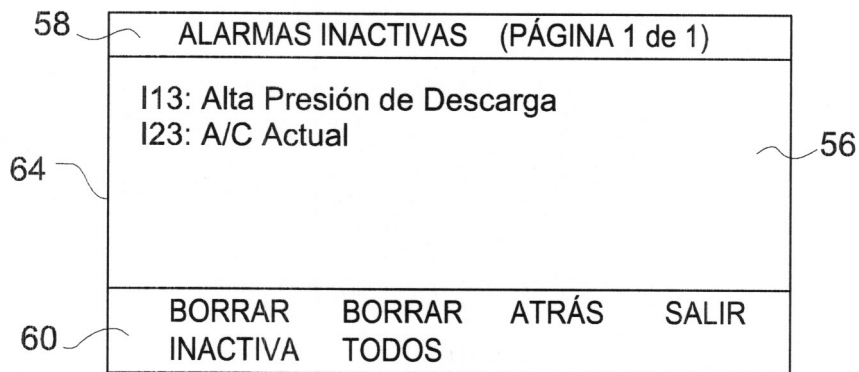 58
ALARMAS INACTIVAS (PÁGINA 1 de 1)
I13: Alta Presión de Descarga
I23: A/C Actual
56
64
BORRAR BORRAR ATRÁS SALIR
60
INACTIVA TODOS